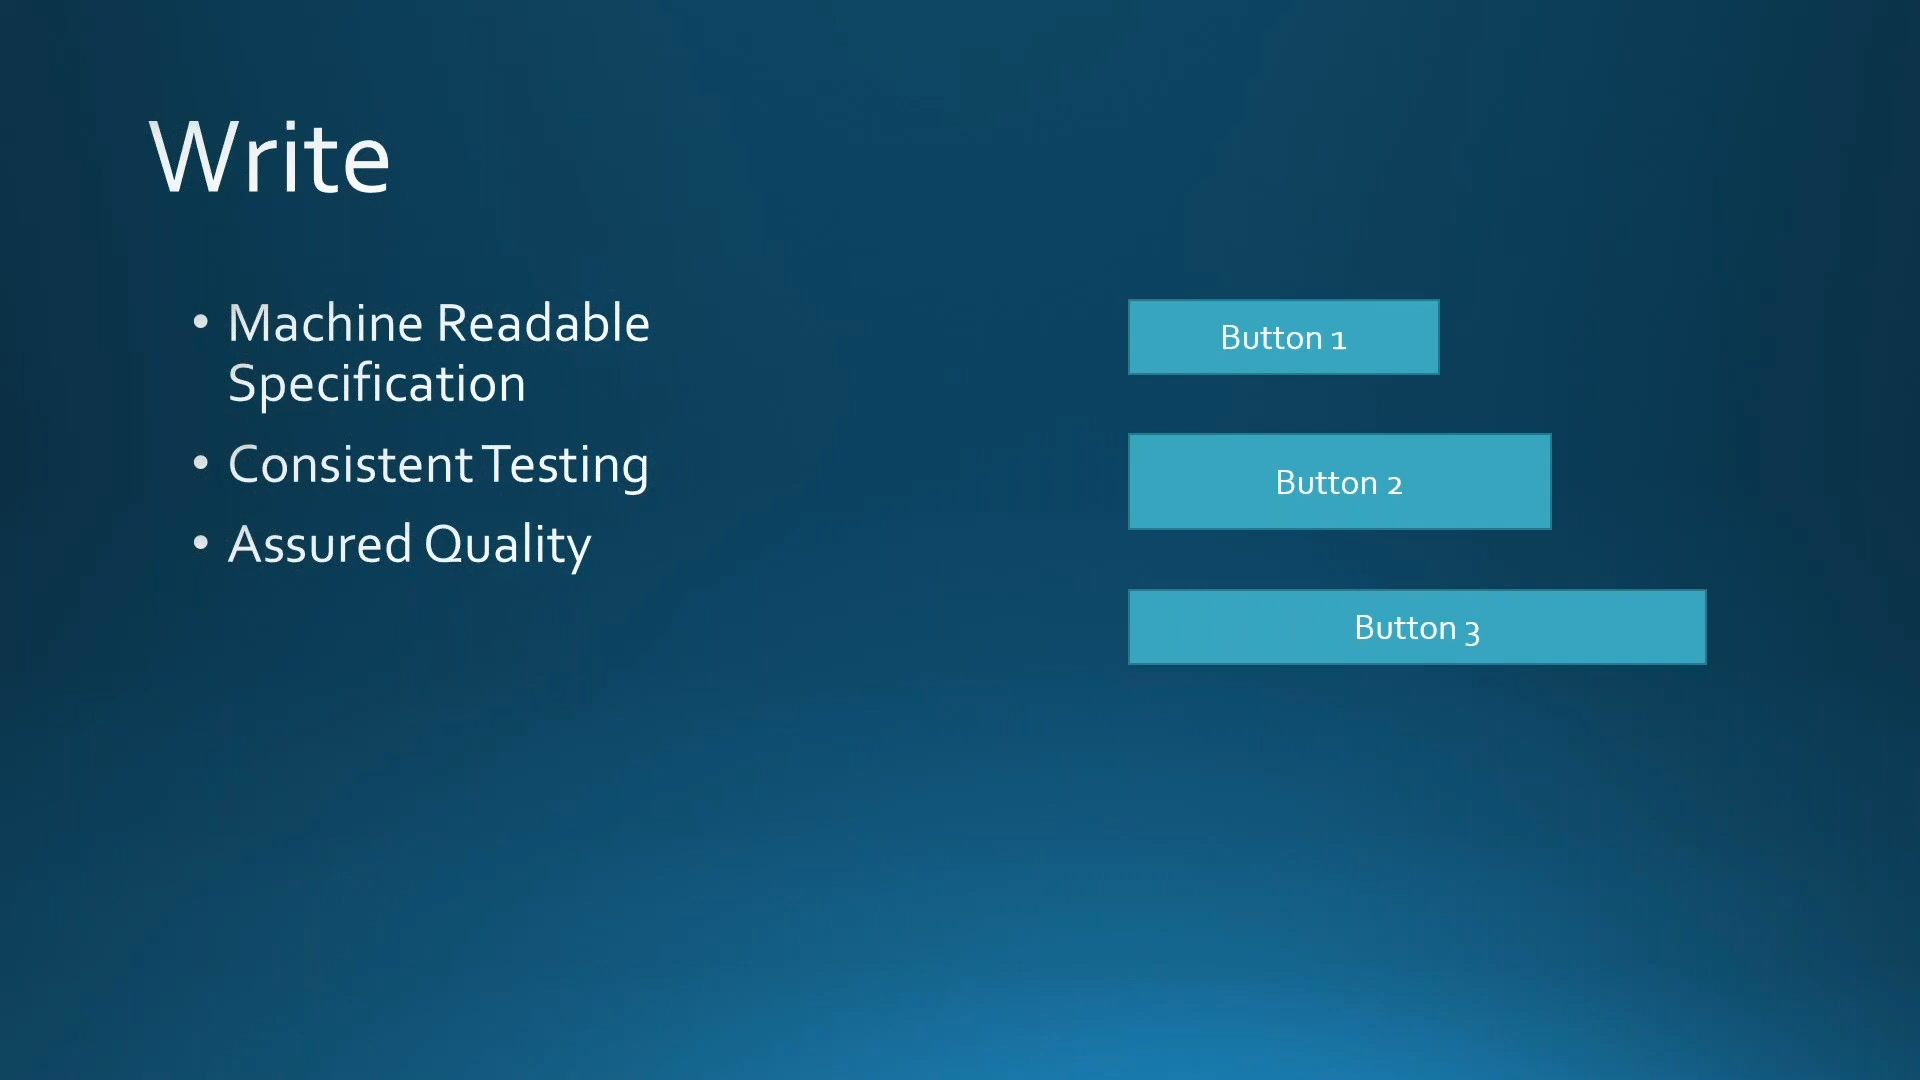 Write
• Machine Readable
Specification
• Consistent Testing
• Assured Quality
Button 1
Button 2
Button 3